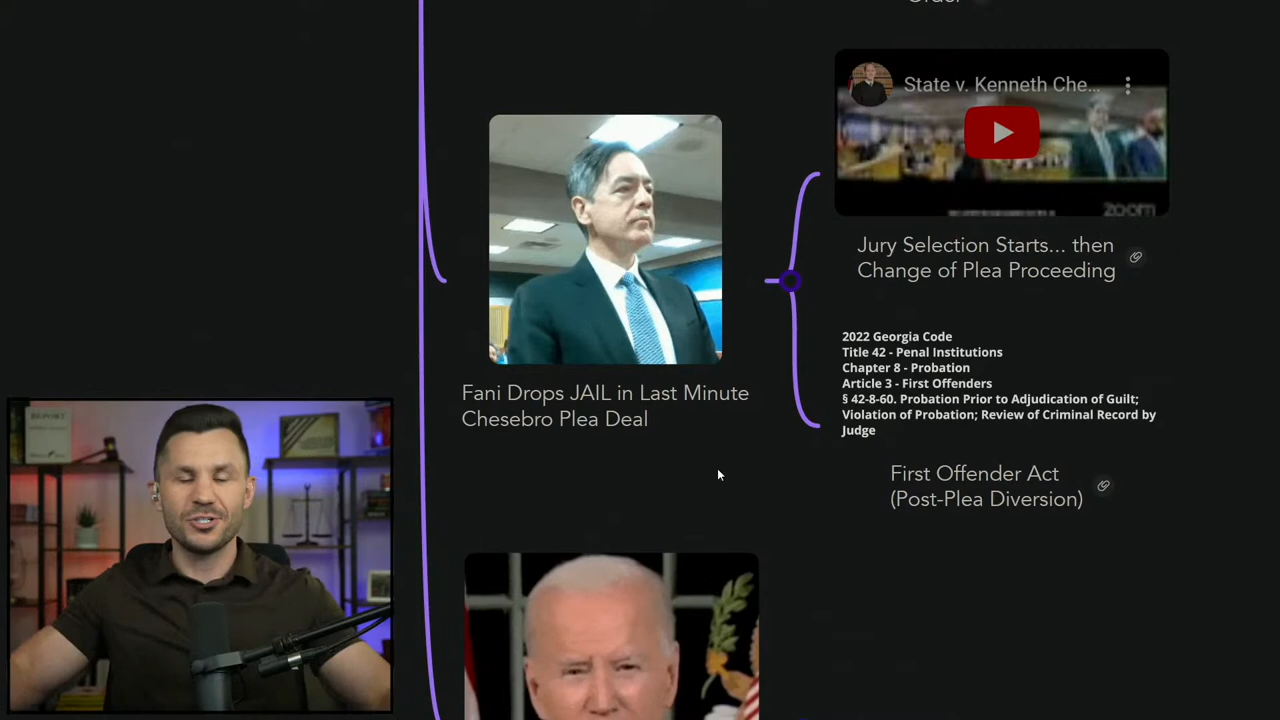 State v. Kenneth Che...
zoom
Jury Selection Starts... then
Change of Plea Proceeding
Fani Drops JAIL in Last Minute
Chesebro Plea Deal
2022 Georgia Code
Title 42 - Penal Institutions
Chapter 8 - Probation
Article 3 - First Offenders
§ 42-8-60. Probation Prior to Adjudication of Guilt;
Violation of Probation; Review of Criminal Record by
Judge
First Offender Act
(Post-Plea Diversion)